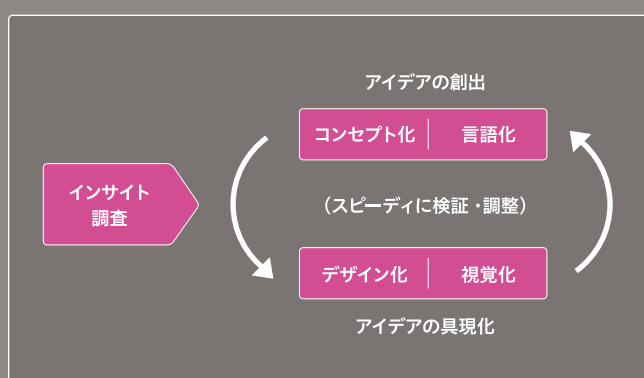 アイデアの創出
コンセプト化 言語化
インサイト
調査
（スピーディに検証・調整）
デザイン化 視覚化
アイデアの具現化